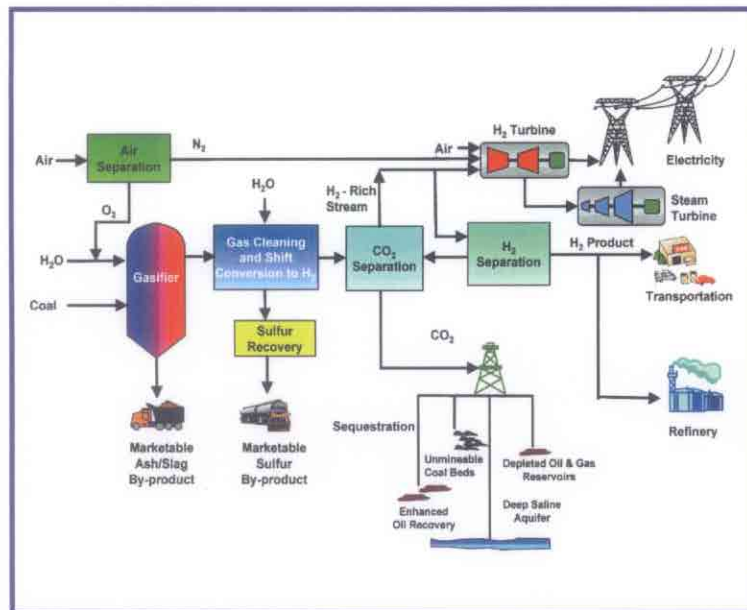 Air
Air
Separation
N₂
Air
H₂ Turbine
Electricity
O₂
H₂O
H₂ - Rich
Stream
Steam
Turbine
H₂O
Gasifier
Gas Cleaning
and Shift
Conversion to H₂
CO₂
Separation
H₂
Separation
H₂ Product
Transportation
Coal
Sulfur
Recovery
CO₂
Refinery
Marketable
Ash/Slag
By-product
Marketable
Sulfur
By-product
Sequestration
Unmineable
Coal Beds
Depleted Oil & Gas
Reservoirs
Enhanced
Oil Recovery
Deep Saline
Aquifer